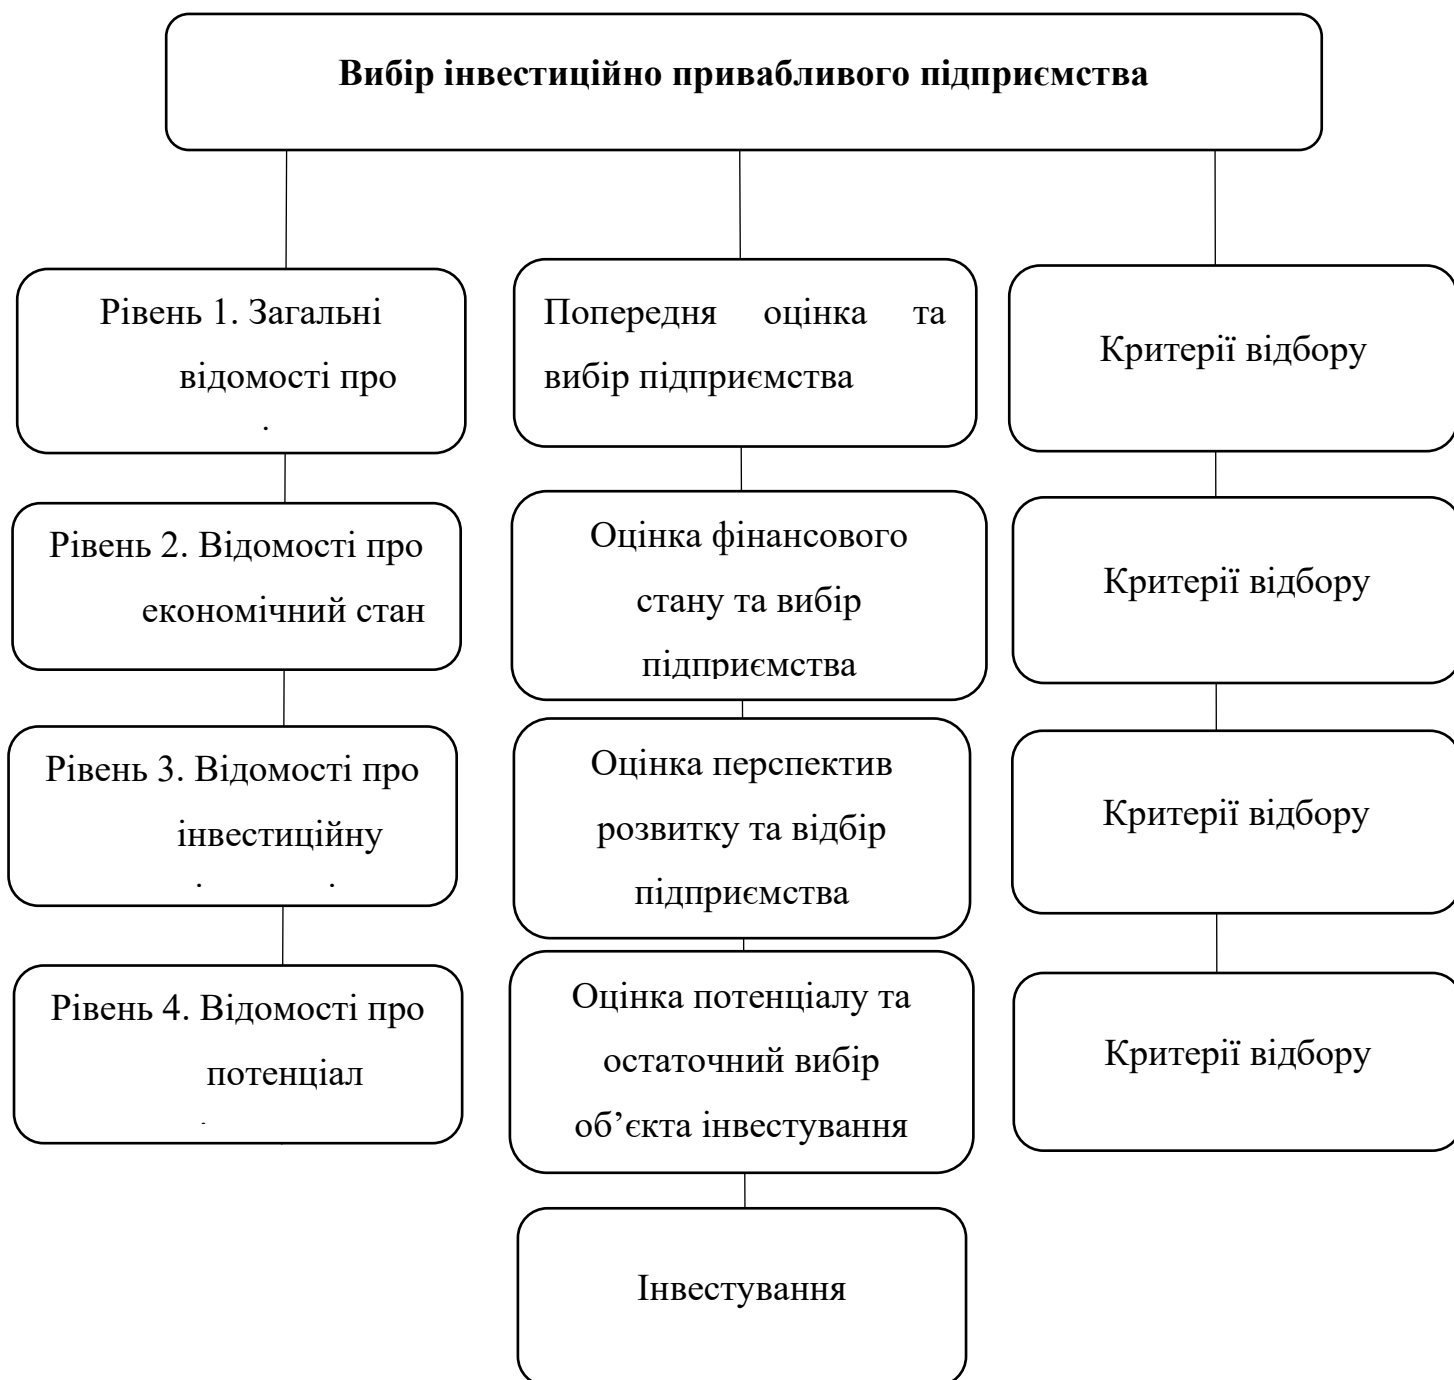 Вибір інвестиційно привабливого підприємства
Рівень 1. Загальні
відомості про
Попередня оцінка та
вибір підприємства
Критерії відбору
Рівень 2. Відомості про
економічний стан
Оцінка фінансового
стану та вибір
підприємства
Критерії відбору
Рівень 3. Відомості про
інвестиційну
Оцінка перспектив
розвитку та відбір
підприємства
Критерії відбору
Рівень 4. Відомості про
потенціал
Оцінка потенціалу та
остаточний вибір
об’єкта інвестування
Критерії відбору
Інвестування